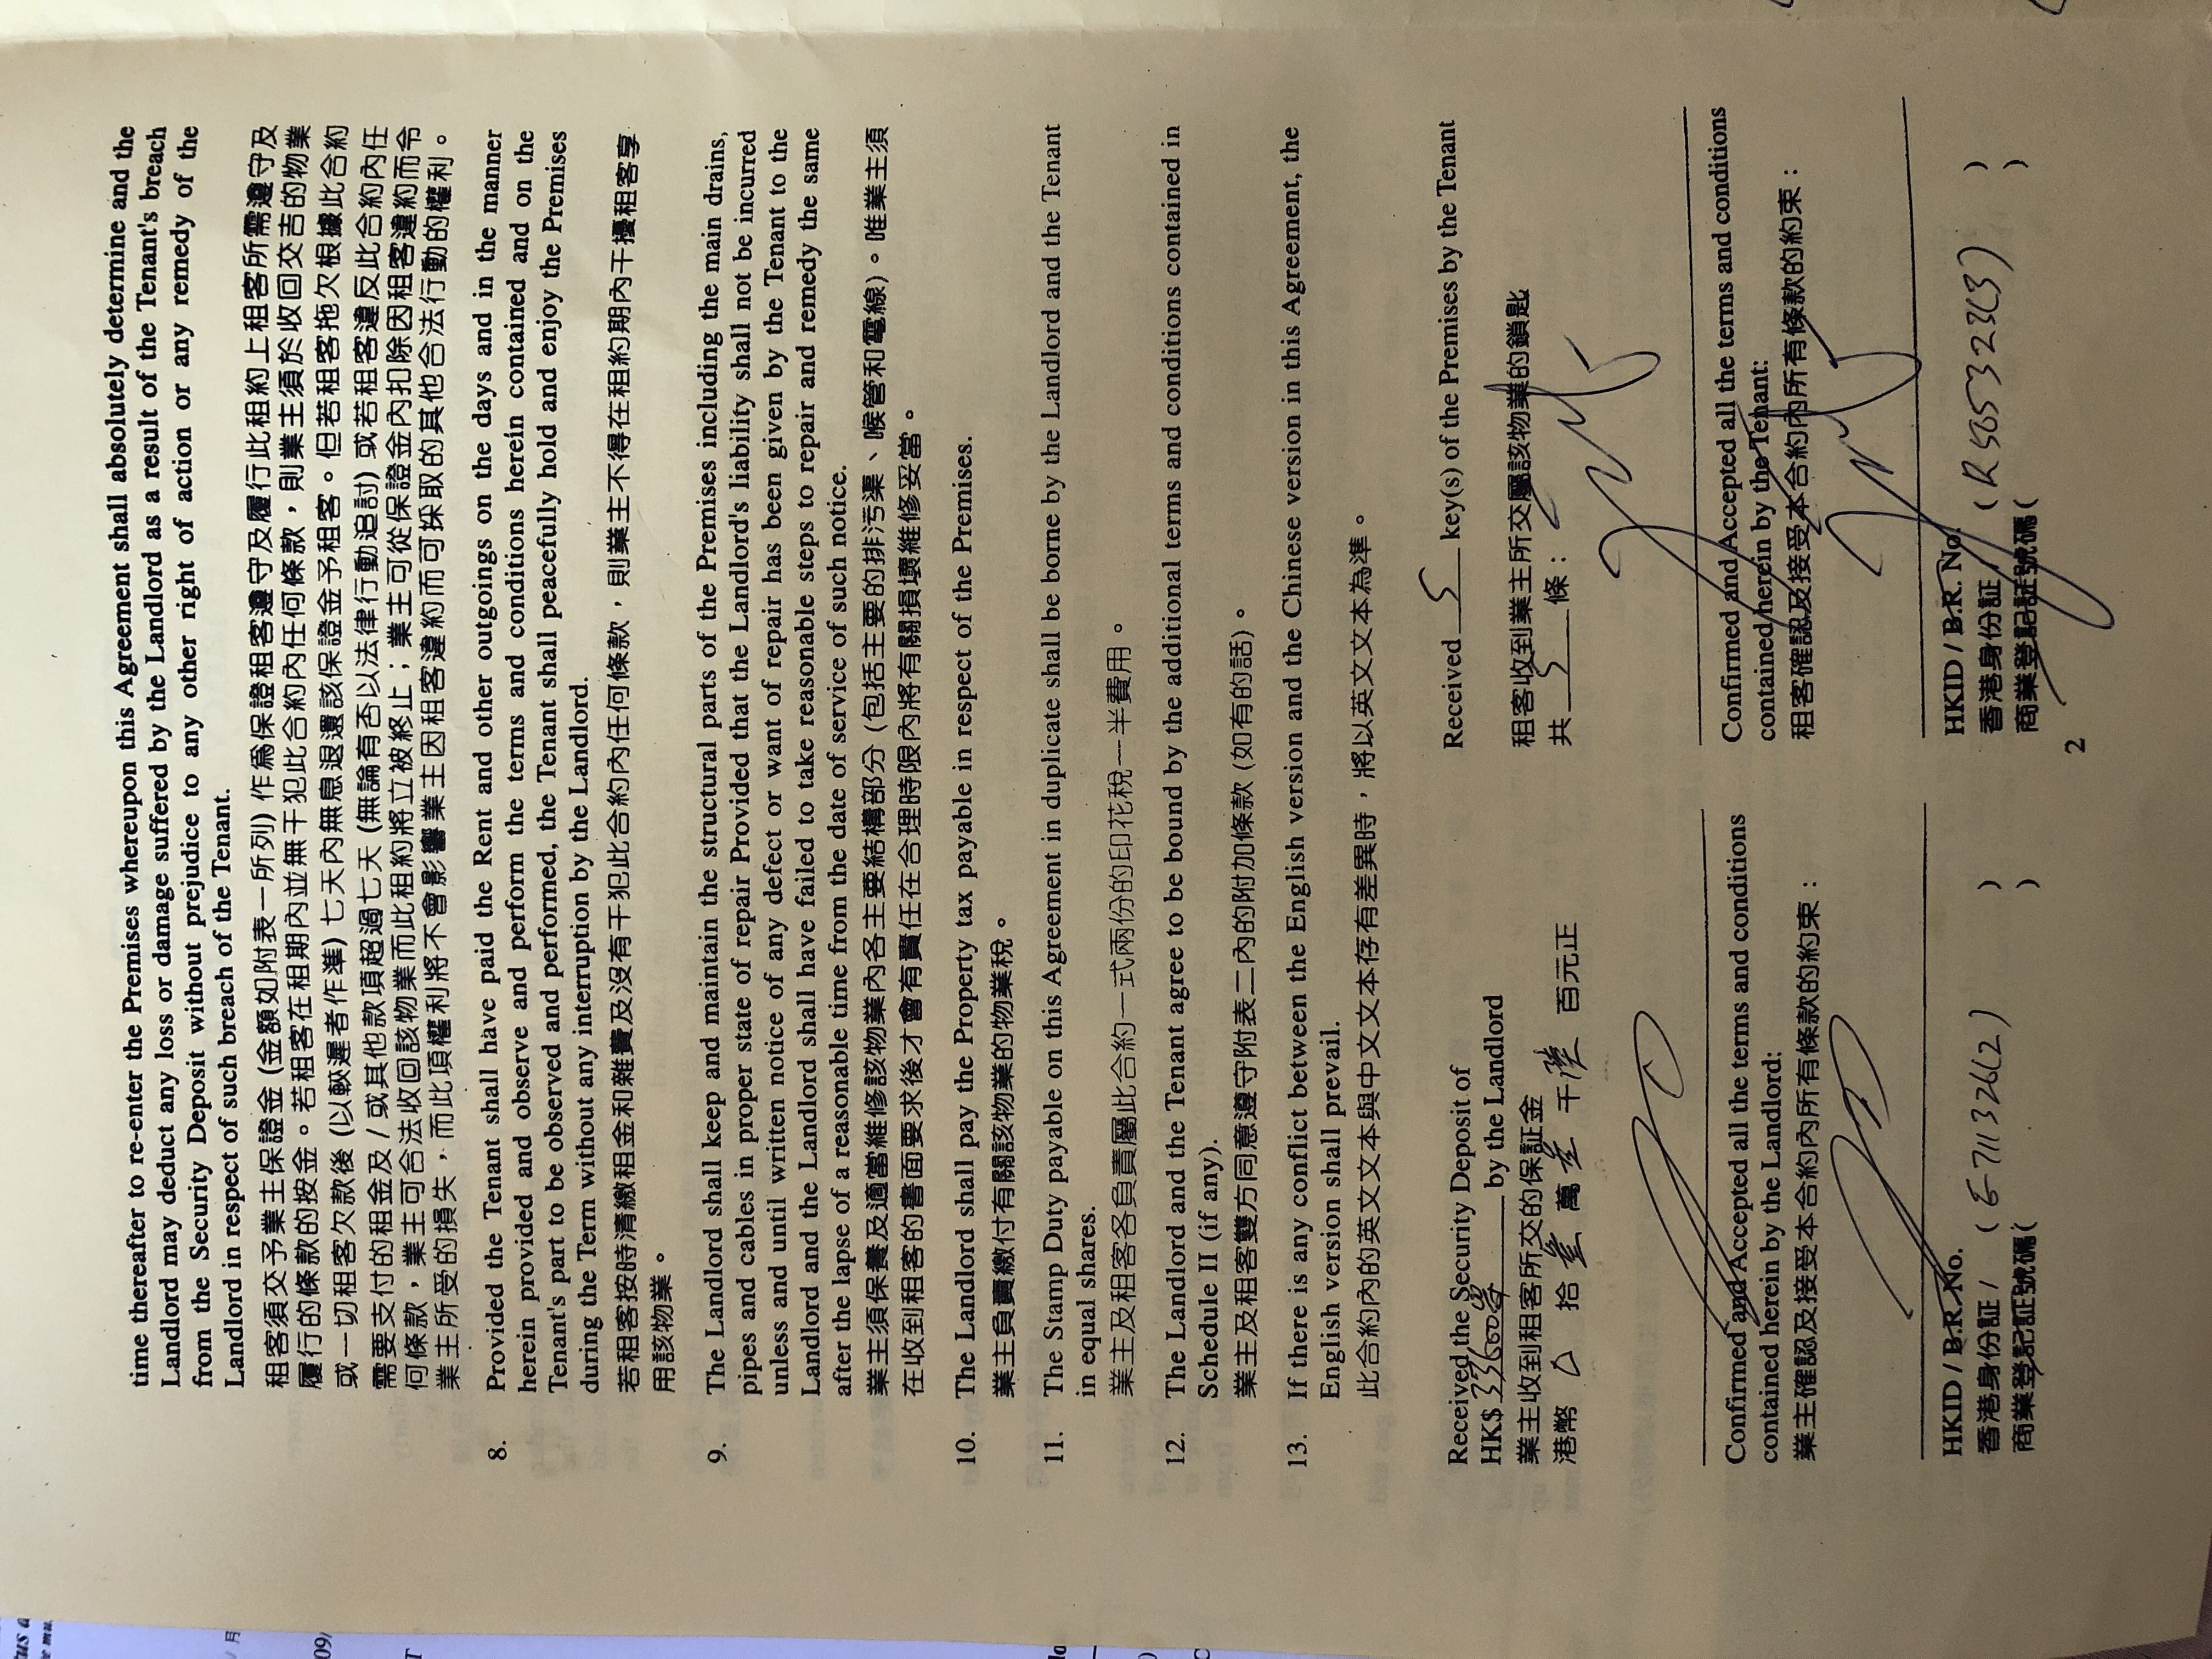 time thereafter to re-enter the Premises whereupon this Agreement shall absolutely determine and the
Landlord may deduct any loss or damage suffered by the Landlord as a result of the Tenant's breach
from the Security Deposit without prejudice to any other right of action or any remedy of the
Landlord in respect of such breach of the Tenant.
租客須交予業主保證金 (金額如附表一所列) 作爲保證租客遵守及履行此租約上租客所需遵守及
履行的條款的按金。若租客在租期內並無干犯此合約內任何條款，則業主須於收回交吉的物業
或一切租客欠款後 (以較遲者作準) 七天內無息退還該保證金予租客。但若租客拖欠根據此合約
需要支付的租金及/或其他款項超過七天 (無論有否以法律行動追討) 或若租客違反此合約內任
何條款，業主可合法收回該物業而此租約將立被終止；業主可從保證金內扣除因租客違約而令
業主所受的損失，而此項權利將不會影響業主因租客違約而可採取的其他合法行動的權利。
8. Provided the Tenant shall have paid the Rent and other outgoings on the days and in the manner
herein provided and observe and perform the terms and conditions herein contained and on the
Tenant's part to be observed and performed, the Tenant shall peacefully hold and enjoy the Premises
during the Term without any interruption by the Landlord.
若租客按時清繳租金和雜費及沒有干犯此合約內任何條款，則業主不得在租約期內干擾租客享
用該物業。
9. The Landlord shall keep and maintain the structural parts of the Premises including the main drains,
pipes and cables in proper state of repair Provided that the Landlord's liability shall not be incurred
unless and until written notice of any defect or want of repair has been given by the Tenant to the
Landlord and the Landlord shall have failed to take reasonable steps to repair and remedy the same
after the lapse of a reasonable time from the date of service of such notice.
業主須保養及適當維修該物業內各主要結構部分 (包括主要的排污渠、喉管和電線)。唯業主須
在收到租客的書面要求後才會有責任在合理時限內將有關損壞維修妥當。
10. The Landlord shall pay the Property tax payable in respect of the Premises.
業主負責繳付有關該物業的物業稅。
11. The Stamp Duty payable on this Agreement in duplicate shall be borne by the Landlord and the Tenant
in equal shares.
業主及租客各負責屬此合約一式兩份的印花稅一半費用。
12. The Landlord and the Tenant agree to be bound by the additional terms and conditions contained in
Schedule II (if any).
業主及租客雙方同意遵守附表二內的附加條款 (如有的話)。
13. If there is any conflict between the English version and the Chinese version in this Agreement, the
English version shall prevail.
此合約內的英文文本與中文文本存有差異時，將以英文文本為準。
Received the Security Deposit of
HK$ 33600 by the Landlord
業主收到租客所交的保証金
港幣 拾 萬 千 百元正
Received 5 key(s) of the Premises by the Tenant
租客收到業主所交屬該物業的鎖匙
共 5 條：
Confirmed and Accepted all the terms and conditions
contained herein by the Landlord:
業主確認及接受本合約內所有條款的約束：
HKID / B.R. No.
香港身份証 / ( E711326(2) )
商業登記証號碼( )
Confirmed and Accepted all the terms and conditions
contained herein by the Tenant:
租客確認及接受本合約內所有條款的約束：
HKID / B.R. No.
香港身份証 / ( R565323(3) )
商業登記証號碼( )
2